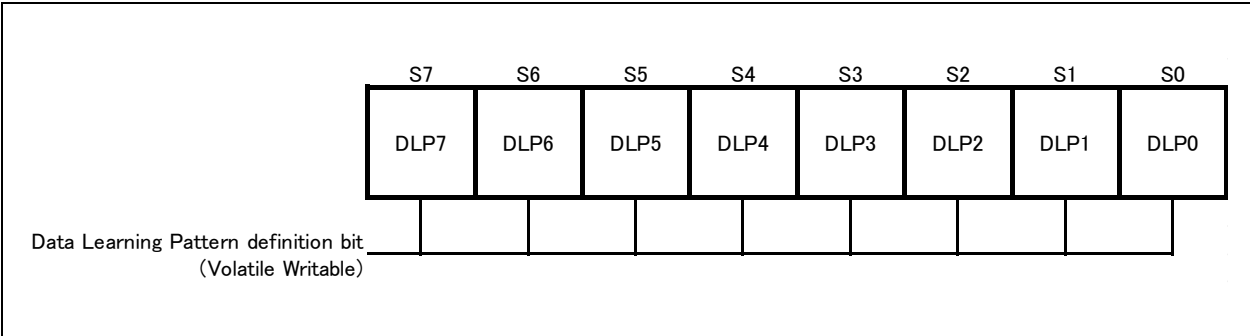 S7 S6 S5 S4 S3 S2 S1 S0
DLP7 DLP6 DLP5 DLP4 DLP3 DLP2 DLP1 DLP0
Data Learning Pattern definition bit
(Volatile Writable)